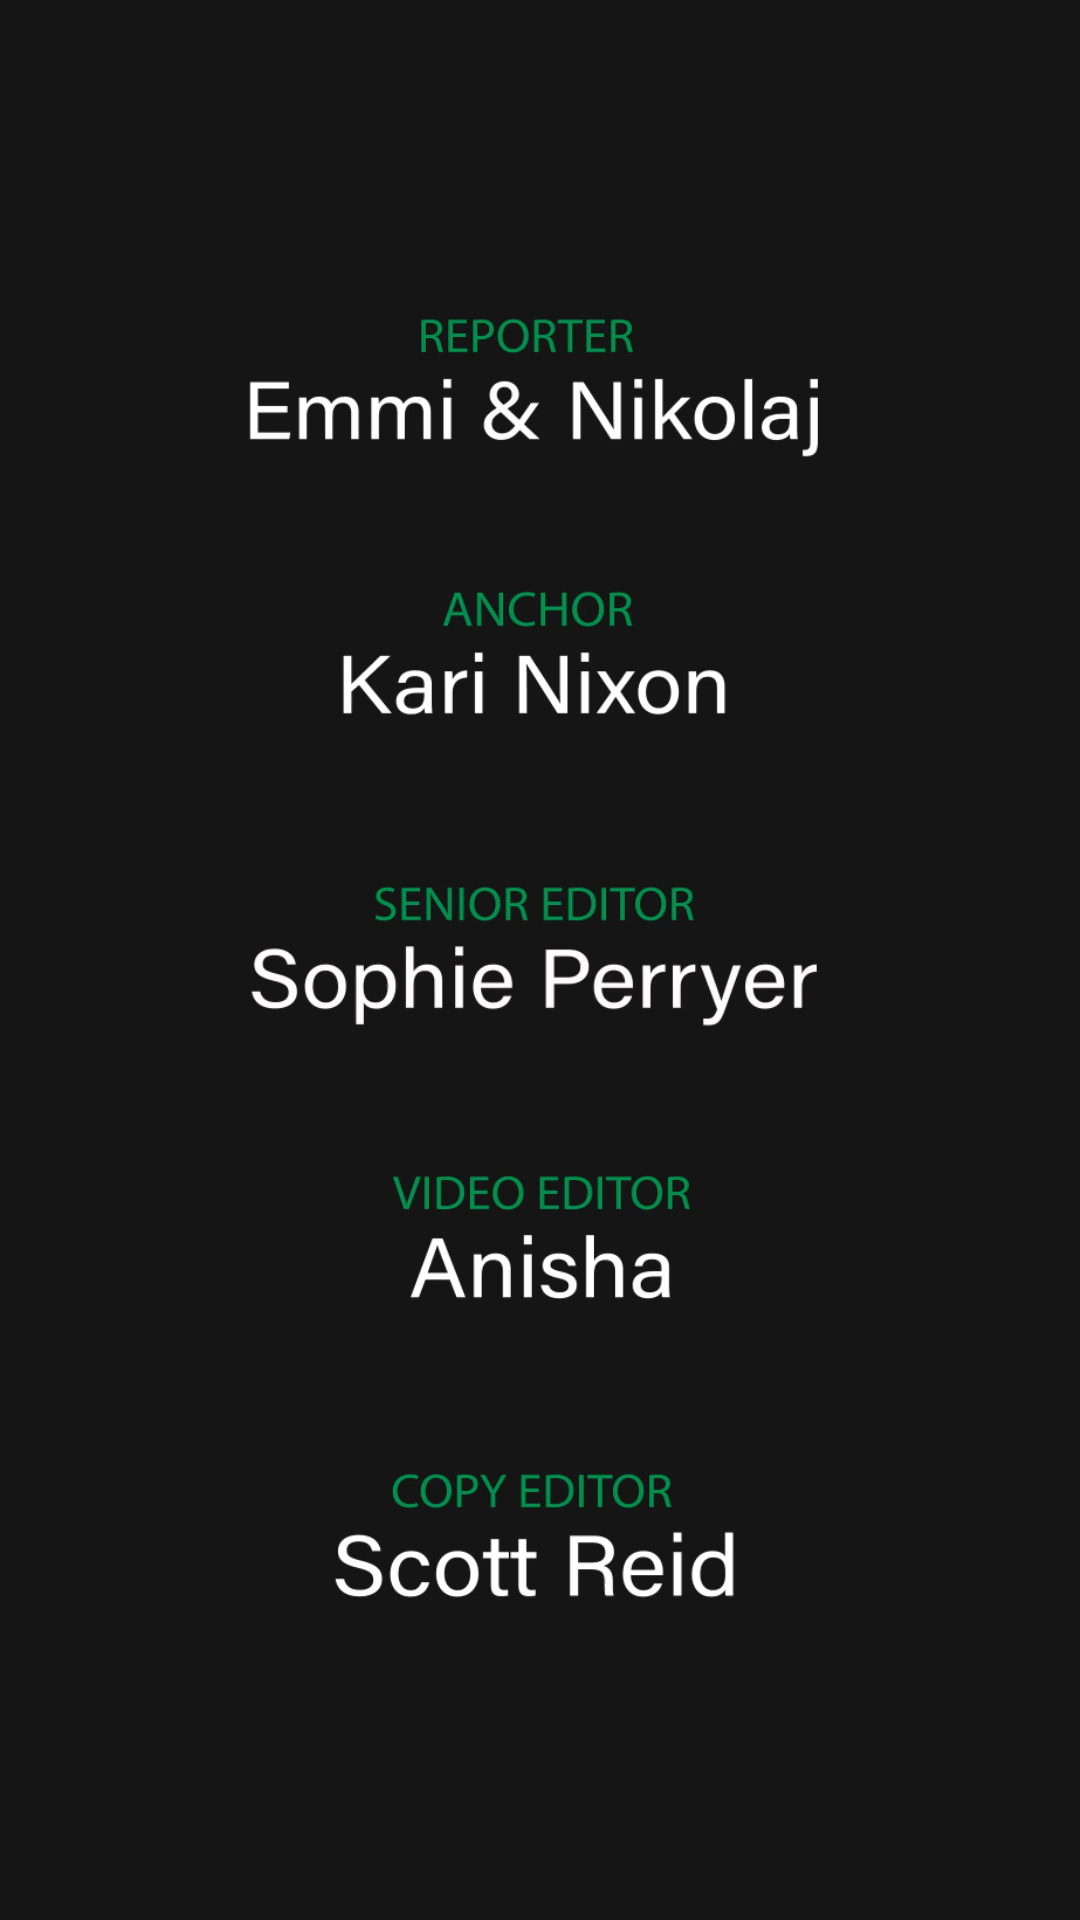 REPORTER
Emmi & Nikolaj
ANCHOR
Kari Nixon
SENIOR EDITOR
Sophie Perryer
VIDEO EDITOR
Anisha
COPY EDITOR
Scott Reid